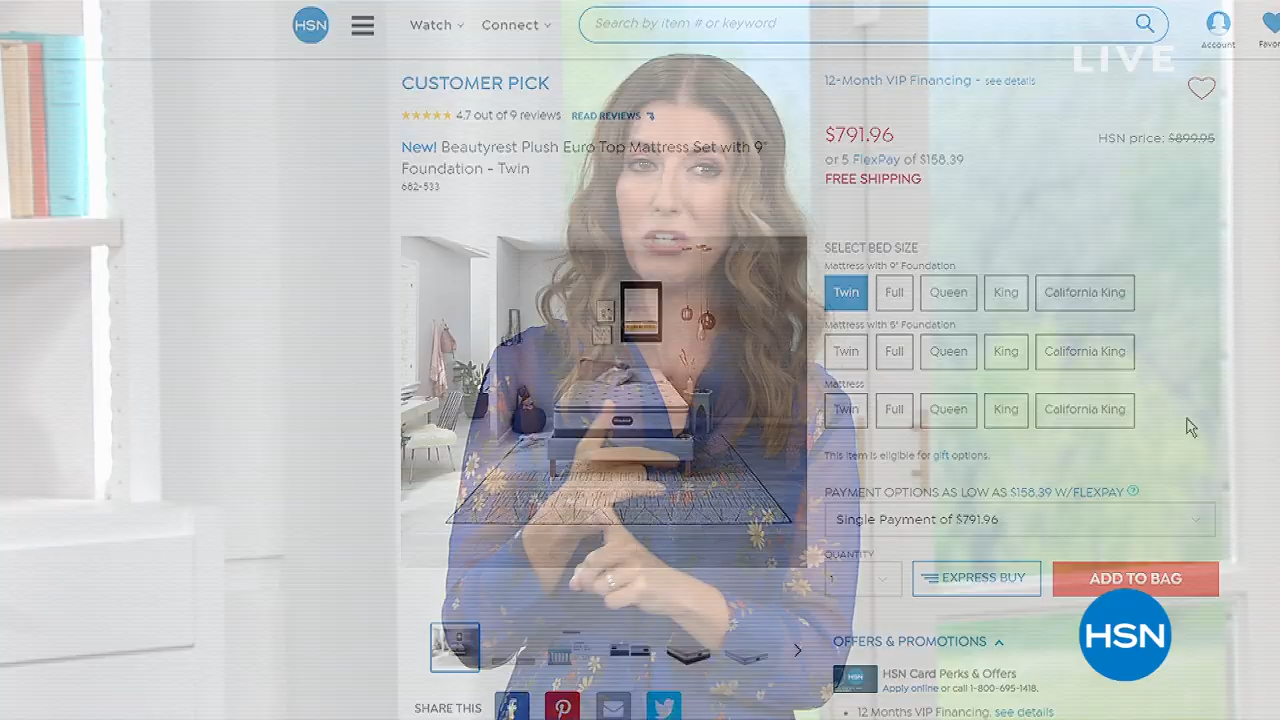 HSN
Watch
Connect
Search by item # or keyword
Account
LIVE
CUSTOMER PICK
4.7 out of 9 reviews READ REVIEWS
New! Beautyrest Plush Euro Top Mattress Set with 9"
Foundation - Twin
682-533
12-Month VIP Financing - see details
$791.96
HSN price: $899.95
or 5 FlexPay of $158.39
FREE SHIPPING
SELECT BED SIZE
Mattress with 9" Foundation
Twin Full Queen King California King
Mattress with 5" Foundation
Twin Full Queen King California King
Mattress
Twin Full Queen King California King
This item is eligible for gift options.
PAYMENT OPTIONS AS LOW AS $158.39 W/FLEXPAY ?
Single Payment of $791.96
QUANTITY
1
EXPRESS BUY
ADD TO BAG
HSN
OFFERS & PROMOTIONS
HSN
HSN Card Perks & Offers
Apply online or call 1-800-695-1418.
• 12 Months VIP Financing. see details
SHARE THIS